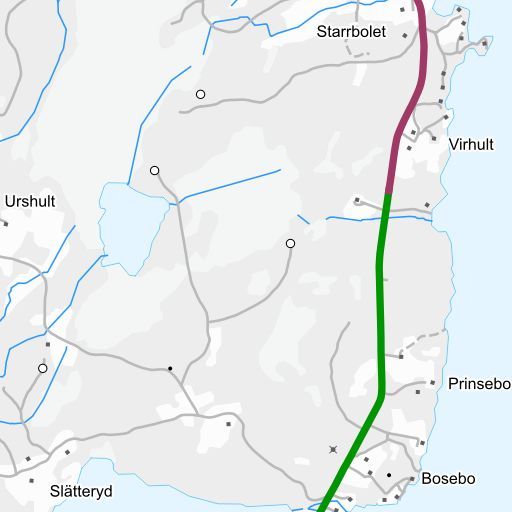 Starrbolet
Virhult
Urshult
Prinsebo
Bosebo
Slätteryd